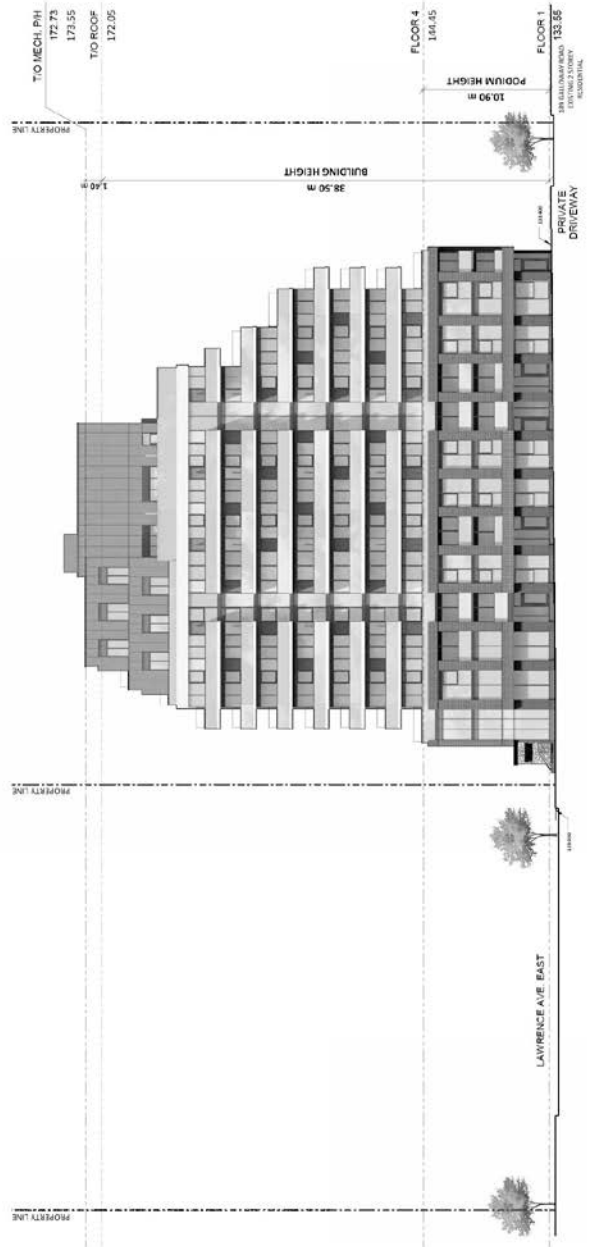 T/O MECH. P/H
172.73
173.55
T/O ROOF
172.05
FLOOR 4
144.45
FLOOR 1
133.55
PROPERTY LINE
PROPERTY LINE
PROPERTY LINE
1.40 m
BUILDING HEIGHT
38.50 m
PODIUM HEIGHT
10.90 m
GALLOWAY ROAD
EXISTING 2 STOREY
RESIDENTIAL
PRIVATE
DRIVEWAY
LAWRENCE AVE. EAST